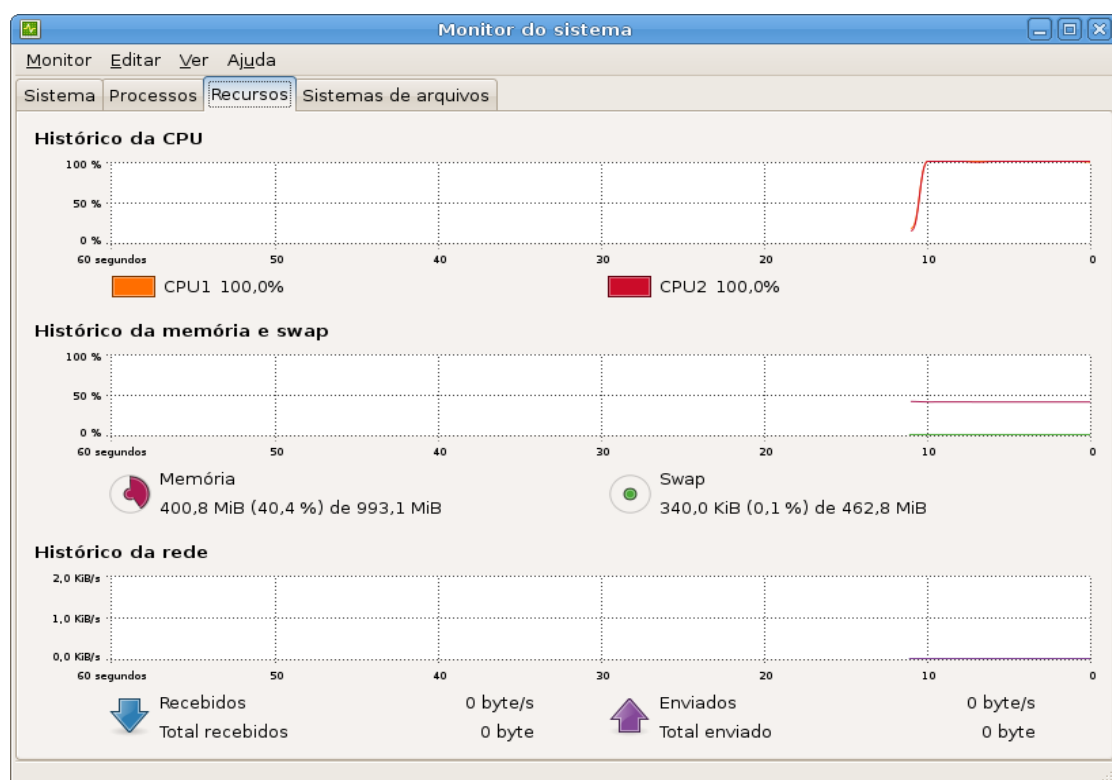 Monitor do sistema
Monitor Editar Ver Ajuda
Sistema Processos Recursos Sistemas de arquivos
Histórico da CPU
100 %
50 %
0 %
60 segundos 50 40 30 20 10 0
CPU1 100,0% CPU2 100,0%
Histórico da memória e swap
100 %
50 %
0 %
60 segundos 50 40 30 20 10 0
Memória Swap
400,8 MiB (40,4 %) de 993,1 MiB 340,0 KiB (0,1 %) de 462,8 MiB
Histórico da rede
2,0 KiB/s
1,0 KiB/s
0,0 KiB/s
60 segundos 50 40 30 20 10 0
Recebidos 0 byte/s Enviados 0 byte/s
Total recebidos 0 byte Total enviado 0 byte